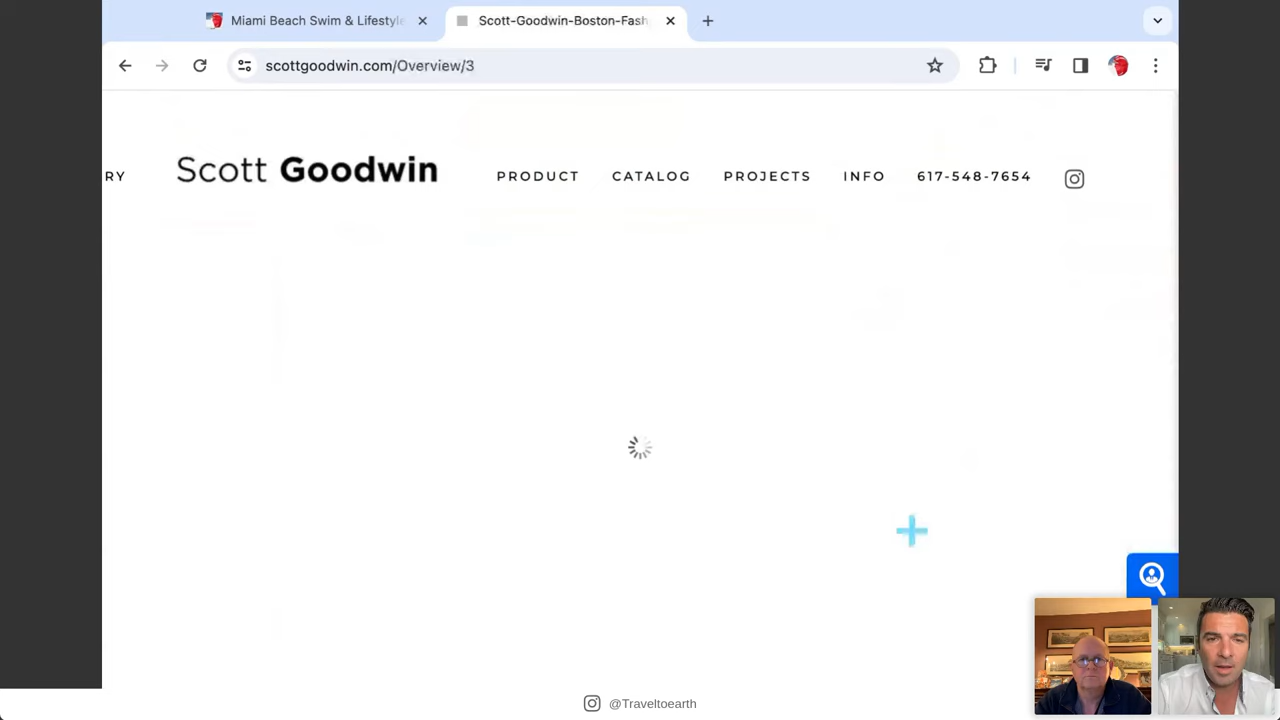 Miami Beach Swim & Lifestyle
Scott-Goodwin-Boston-Fash
scottgoodwin.com/Overview/3
RY
Scott Goodwin
PRODUCT
CATALOG
PROJECTS
INFO
617-548-7654
@Traveltoearth